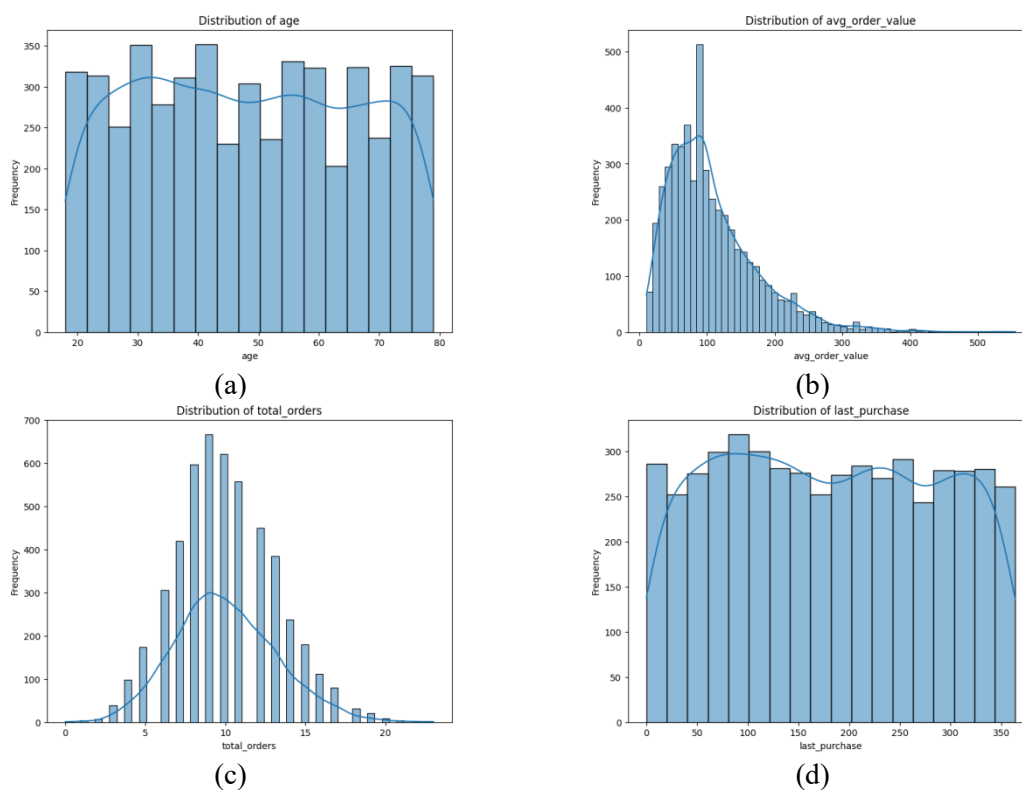 Distribution of age
350
300
250
200
150
100
50
0
Frequency
20 30 40 50 60 70 80
age
(a)
Distribution of avg_order_value
500
400
300
200
100
0
Frequency
0 100 200 300 400 500
avg_order_value
(b)
Distribution of total_orders
700
600
500
400
300
200
100
0
Frequency
0 5 10 15 20
total_orders
(c)
Distribution of last_purchase
300
250
200
150
100
50
0
Frequency
0 50 100 150 200 250 300 350
last_purchase
(d)